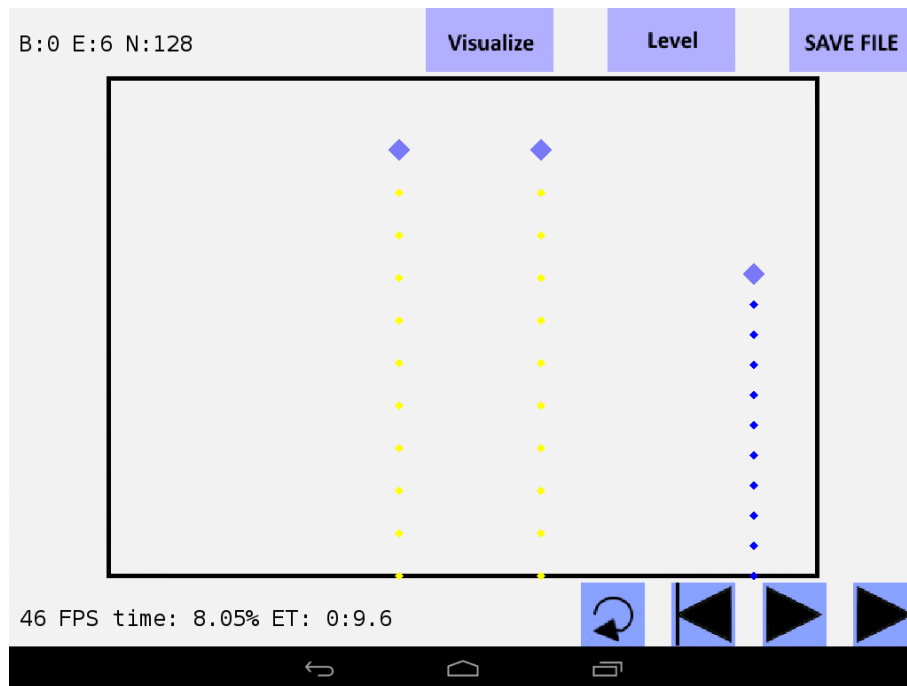 B:0 E:6 N:128
Visualize
Level
SAVE FILE
46 FPS time: 8.05% ET: 0:9.6